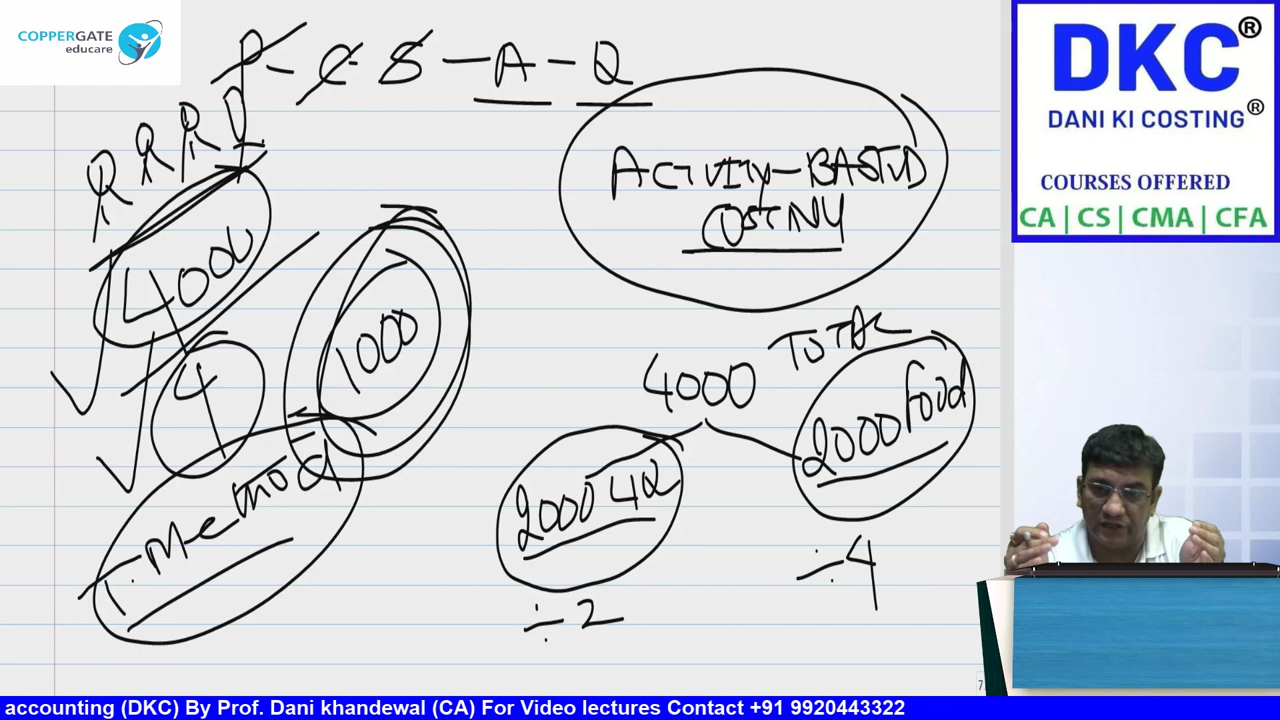 COPPERGATE
educare
P - C - S - A - Q
R R R D
ACTIVITY-BASED
COSTING
4000
4
1000
T. Method
4000 TOTAL
2000 LIQ
2000 Food
÷2
÷4
DKC®
DANI KI COSTING®
COURSES OFFERED
CA | CS | CMA | CFA
7
accounting (DKC) By Prof. Dani khandewal (CA) For Video lectures Contact +91 9920443322